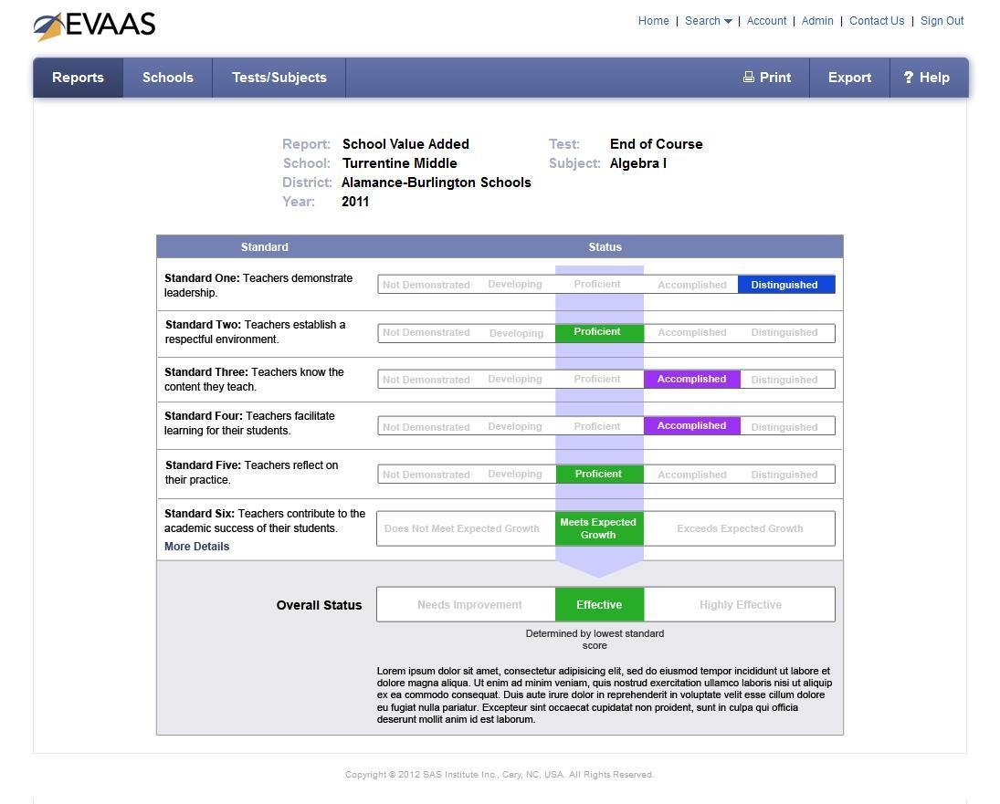 EVAAS
Home | Search | Account | Admin | Contact Us | Sign Out
Reports Schools Tests/Subjects Print Export ? Help
Report: School Value Added Test: End of Course
School: Turrentine Middle Subject: Algebra I
District: Alamance-Burlington Schools
Year: 2011
Standard Status
Standard One: Teachers demonstrate
leadership.
Not Demonstrated Developing Proficient Accomplished Distinguished
Standard Two: Teachers establish a
respectful environment.
Not Demonstrated Developing Proficient Accomplished Distinguished
Standard Three: Teachers know the
content they teach.
Not Demonstrated Developing Proficient Accomplished Distinguished
Standard Four: Teachers facilitate
learning for their students.
Not Demonstrated Developing Proficient Accomplished Distinguished
Standard Five: Teachers reflect on
their practice.
Not Demonstrated Developing Proficient Accomplished Distinguished
Standard Six: Teachers contribute to the
academic success of their students.
More Details
Does Not Meet Expected Growth Meets Expected Growth Exceeds Expected Growth
Overall Status Needs Improvement Effective Highly Effective
Determined by lowest standard
score
Lorem ipsum dolor sit amet, consectetur adipisicing elit, sed do eiusmod tempor incididunt ut labore et
dolore magna aliqua. Ut enim ad minim veniam, quis nostrud exercitation ullamco laboris nisi ut aliquip
ex ea commodo consequat. Duis aute irure dolor in reprehenderit in voluptate velit esse cillum dolore
eu fugiat nulla pariatur. Excepteur sint occaecat cupidatat non proident, sunt in culpa qui officia
deserunt mollit anim id est laborum.
Copyright © 2012 SAS Institute Inc., Cary, NC, USA. All Rights Reserved.